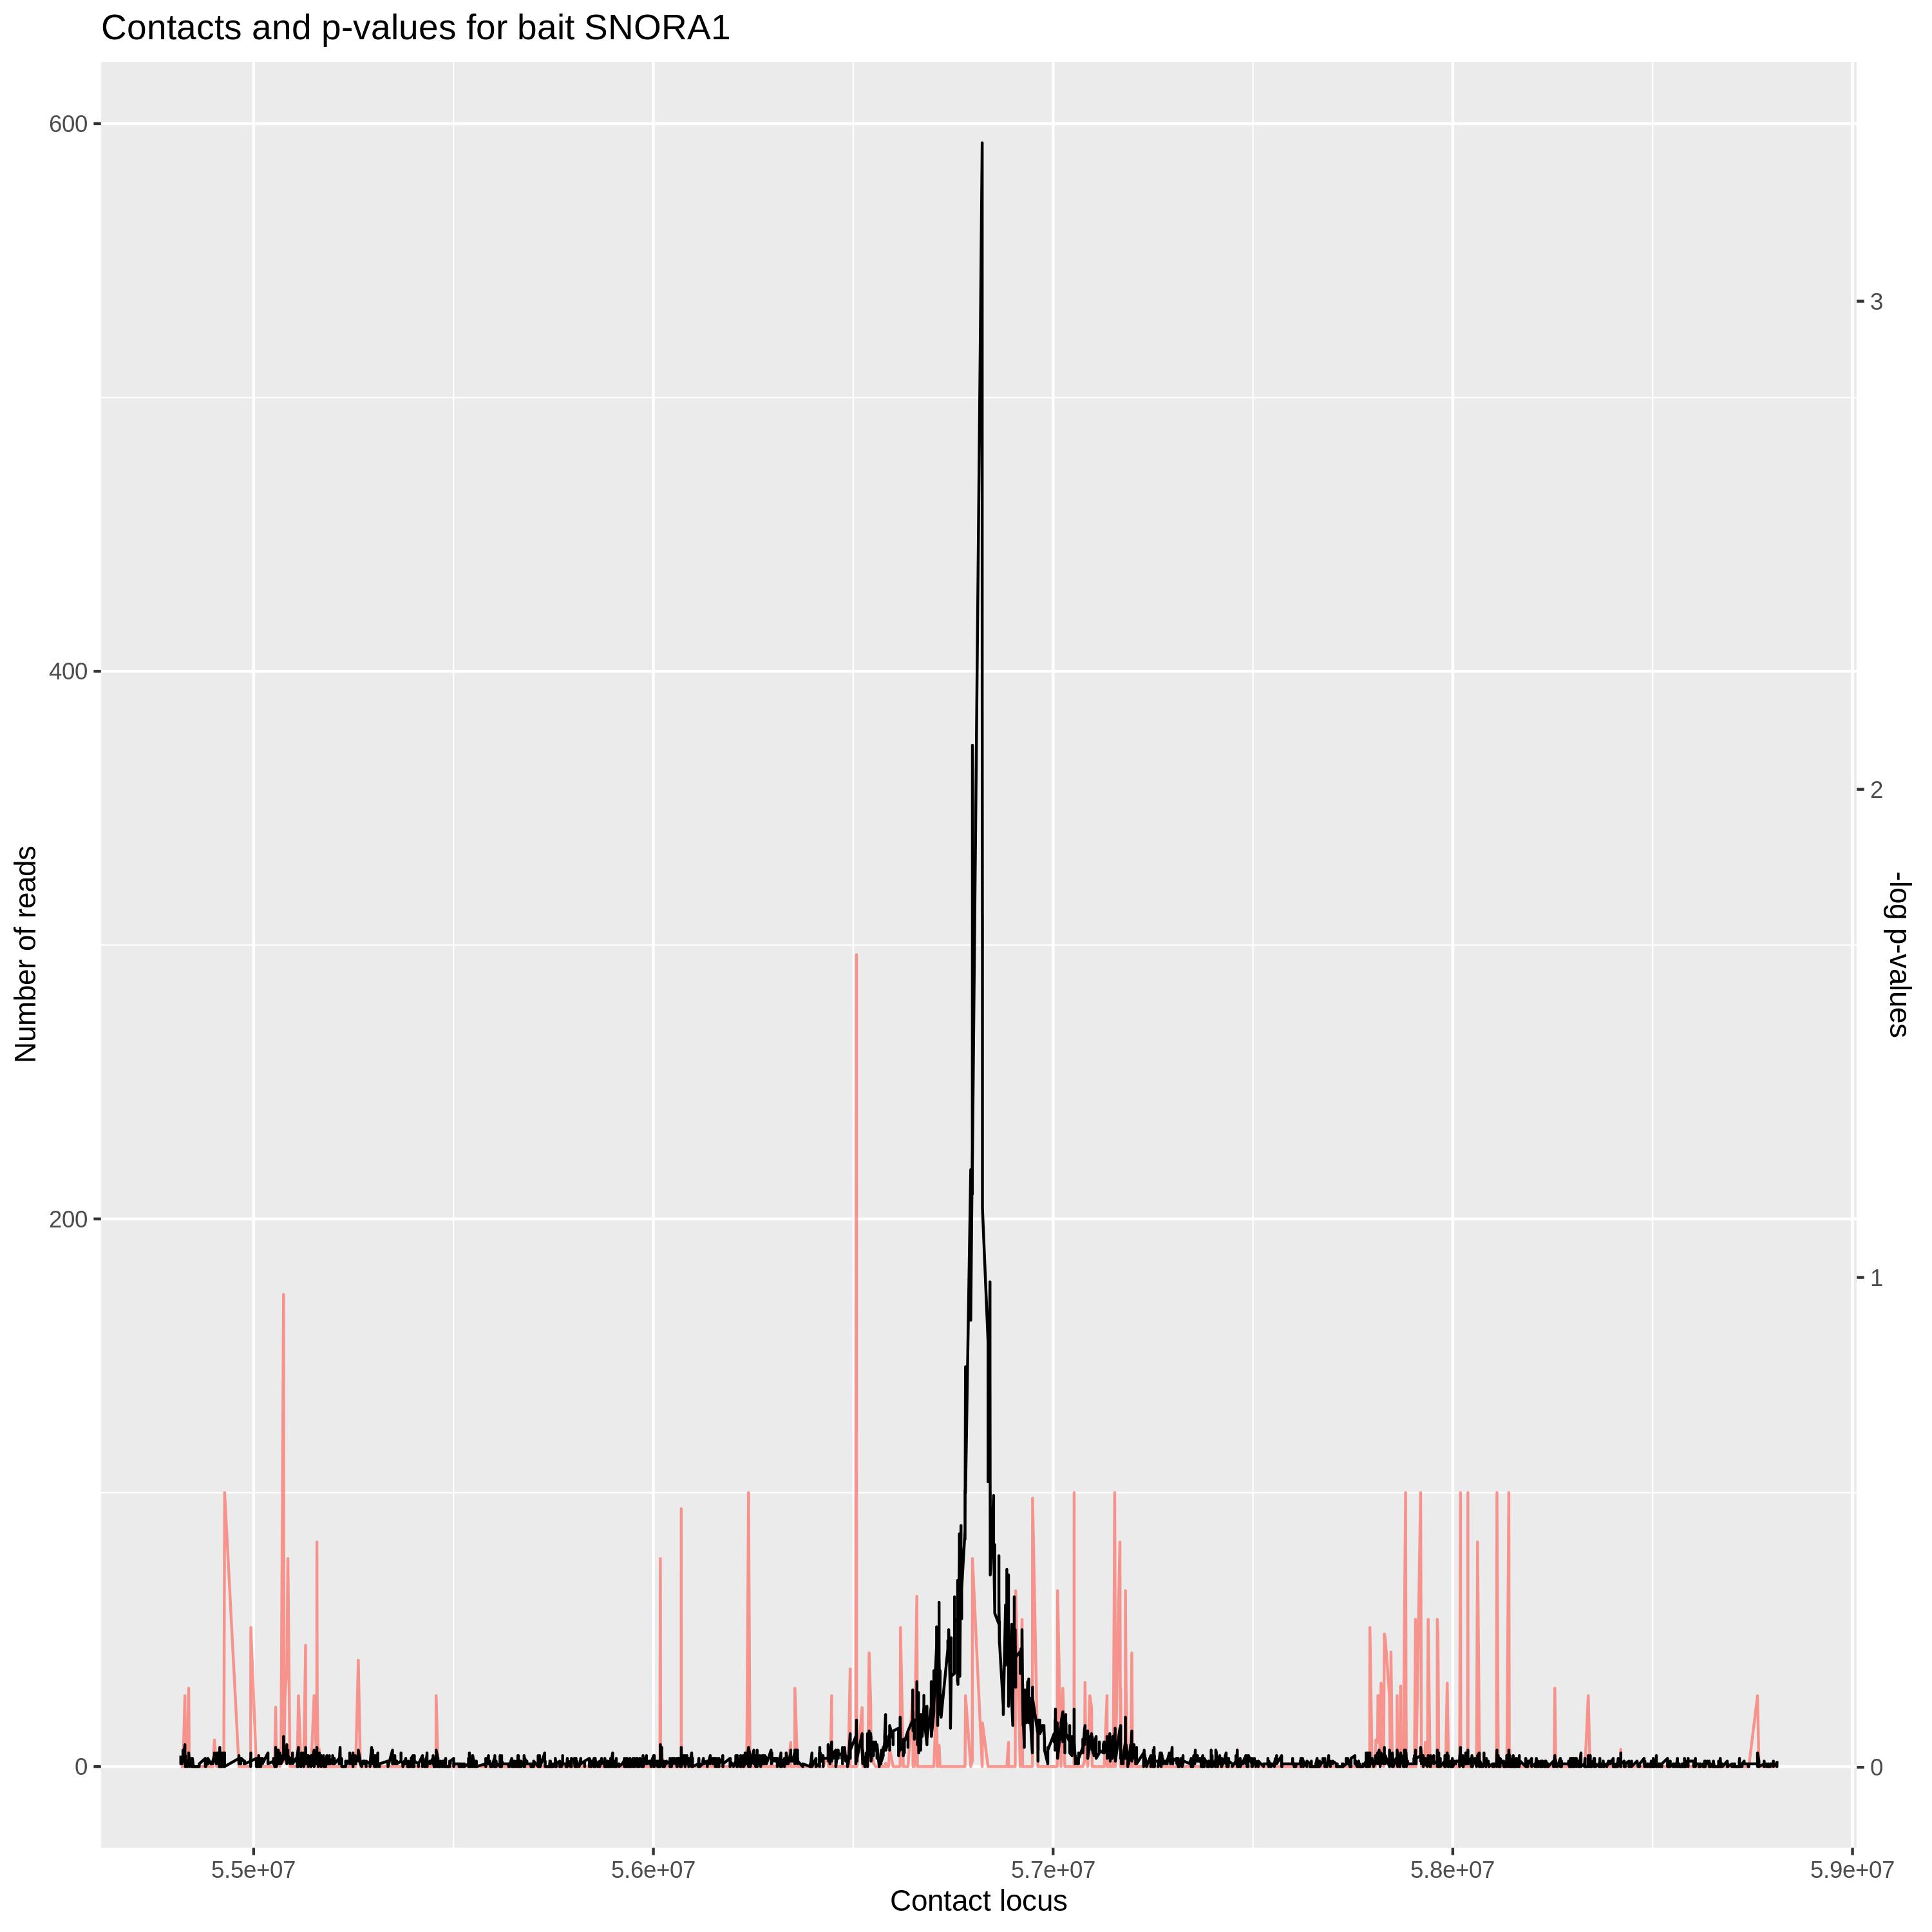 Contacts and p-values for bait SNORA1
600
400
200
0
3
2
1
0
Number of reads
-log p-values
5.5e+07 5.6e+07 5.7e+07 5.8e+07 5.9e+07
Contact locus